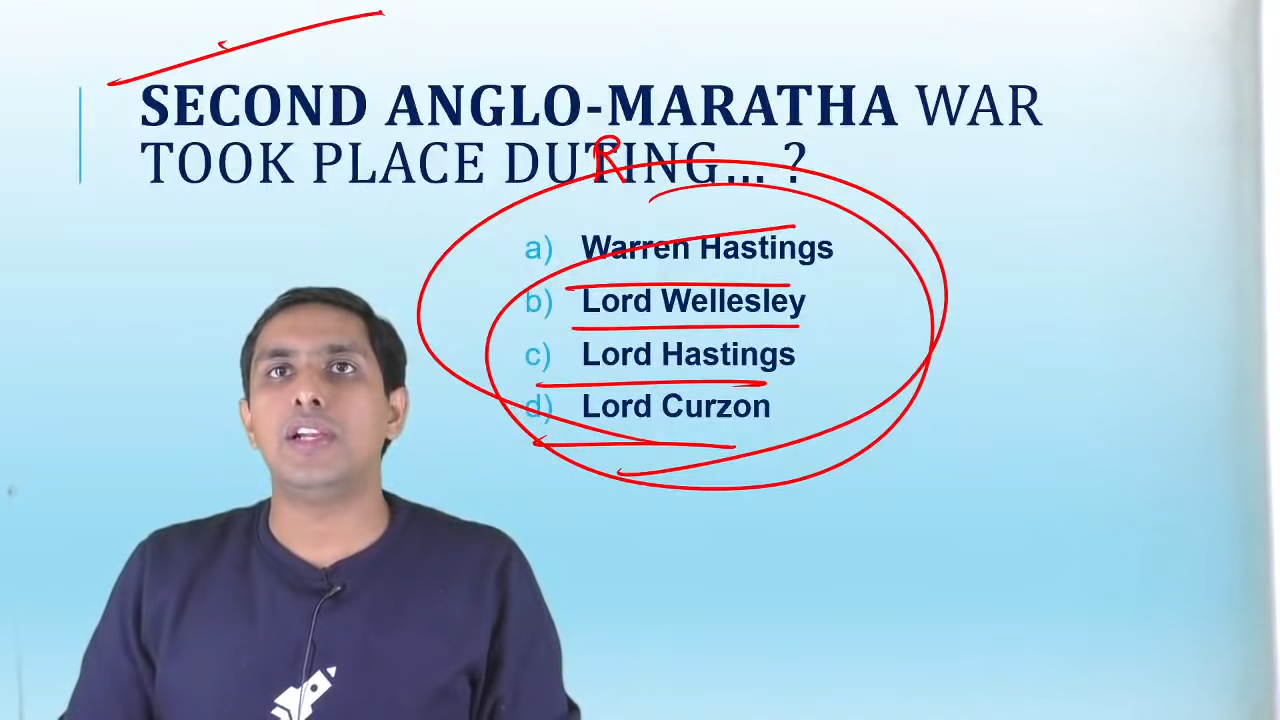 SECOND ANGLO-MARATHA WAR
TOOK PLACE DUTING... ?
R
a) Warren Hastings
b) Lord Wellesley
c) Lord Hastings
d) Lord Curzon